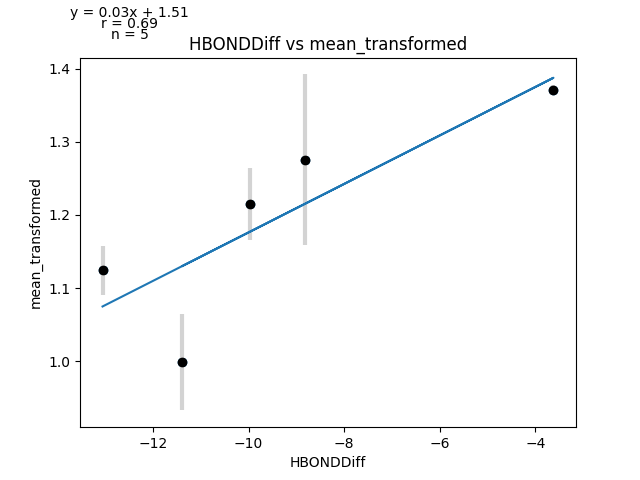 y = 0.03x + 1.51
r = 0.69
n = 5
HBONDDiff vs mean_transformed
1.4
1.3
1.2
1.1
1.0
mean_transformed
−12
−10
−8
−6
−4
HBONDDiff